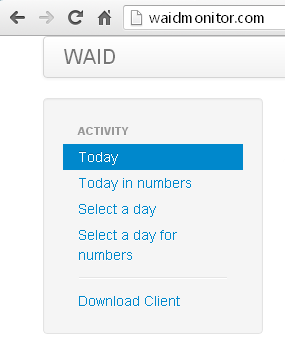 waidmonitor.com
WAID
ACTIVITY
Today
Today in numbers
Select a day
Select a day for
numbers
Download Client